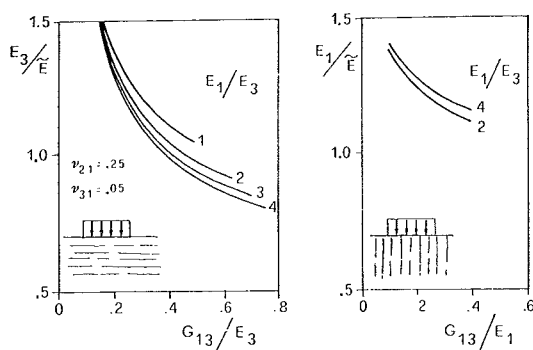 1.5
E3/Ẽ
E1/E3
1
1.0
2
ν21=.25
3
ν31=.05
4
.5
0 .2 .4 .6 .8
G13/E3
1.5
E1/Ẽ
E1/E3
4
2
1.0
.5
0 .2 .4 .6
G13/E1